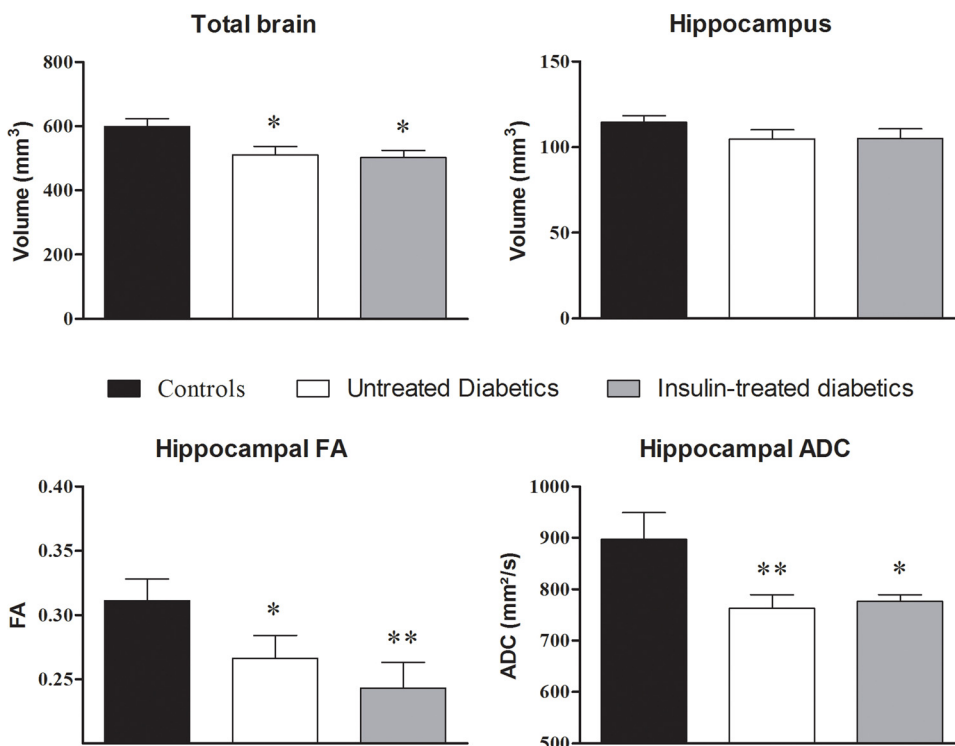 Total brain
Volume (mm³)
800
600
400
200
0
*
*
Hippocampus
Volume (mm³)
150
100
50
0
Controls
Untreated Diabetics
Insulin-treated diabetics
Hippocampal FA
FA
0.40
0.35
0.30
0.25
*
**
Hippocampal ADC
ADC (mm²/s)
1000
900
800
700
600
500
**
*